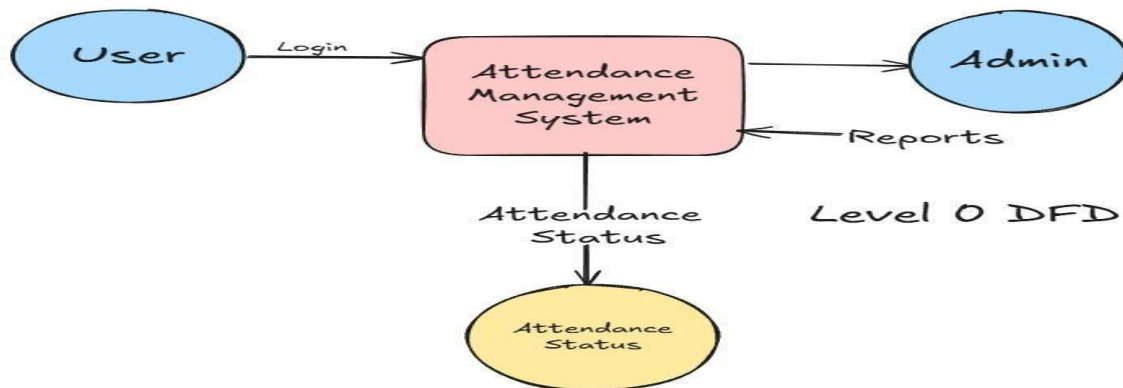 User
Login
Attendance
Management
System
Admin
Reports
Attendance
Status
Level 0 DFD
Attendance
Status